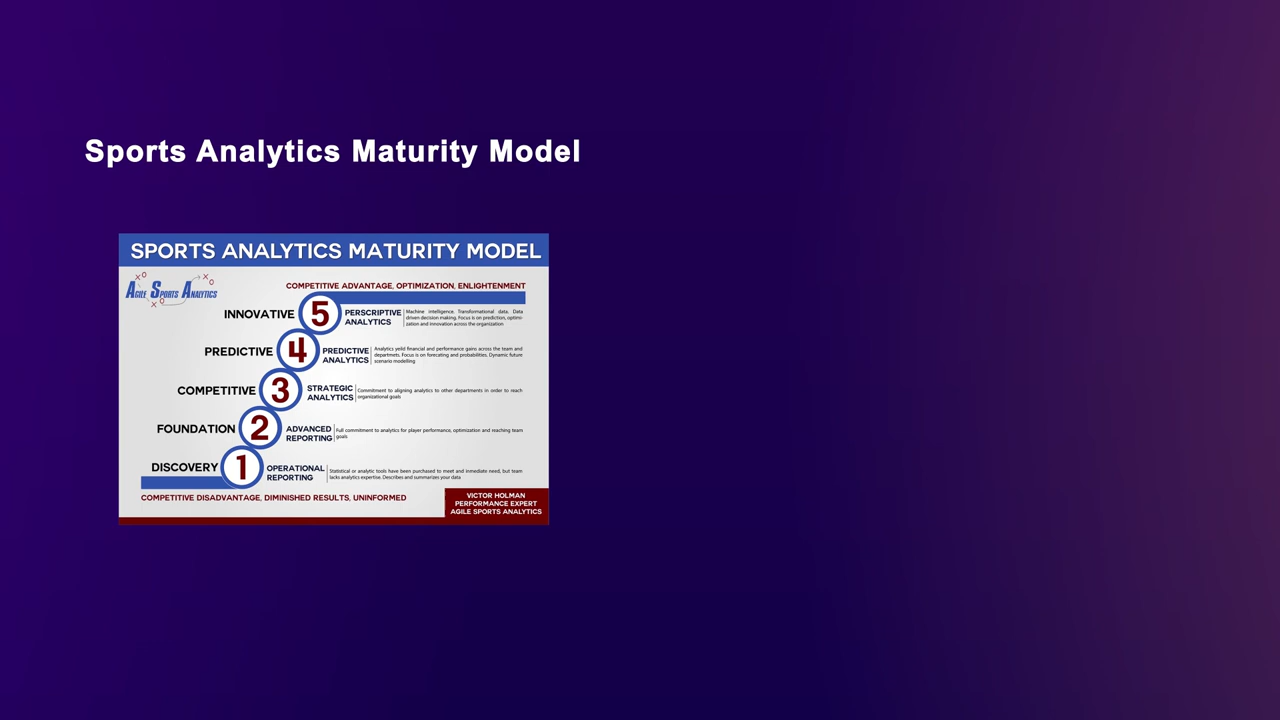 Sports Analytics Maturity Model
SPORTS ANALYTICS MATURITY MODEL
AGILE SPORTS ANALYTICS
COMPETITIVE ADVANTAGE, OPTIMIZATION, ENLIGHTENMENT
INNOVATIVE
5
PERSCRIPTIVE
ANALYTICS
Machine intelligence. Transformational data. Data
driven decision making. Focus is on prediction, optimi-
zation and innovation across the organization
PREDICTIVE
4
PREDICTIVE
ANALYTICS
Analytics yeild financial and performance gains across the team and
departmets. Focus is on forecating and probabilities. Dynamic future
scenario modelling
COMPETITIVE
3
STRATEGIC
ANALYTICS
Commitment to aligning analytics to other departments in order to reach
organizational goals
FOUNDATION
2
ADVANCED
REPORTING
Full commitment to analytics for player performance, optimization and reaching team
goals
DISCOVERY
1
OPERATIONAL
REPORTING
Statistical or analytic tools have been purchased to meet and immediate need, but team
lacks analytics expertise. Describes and summarizes your data
COMPETITIVE DISADVANTAGE, DIMINISHED RESULTS, UNINFORMED
VICTOR HOLMAN
PERFORMANCE EXPERT
AGILE SPORTS ANALYTICS